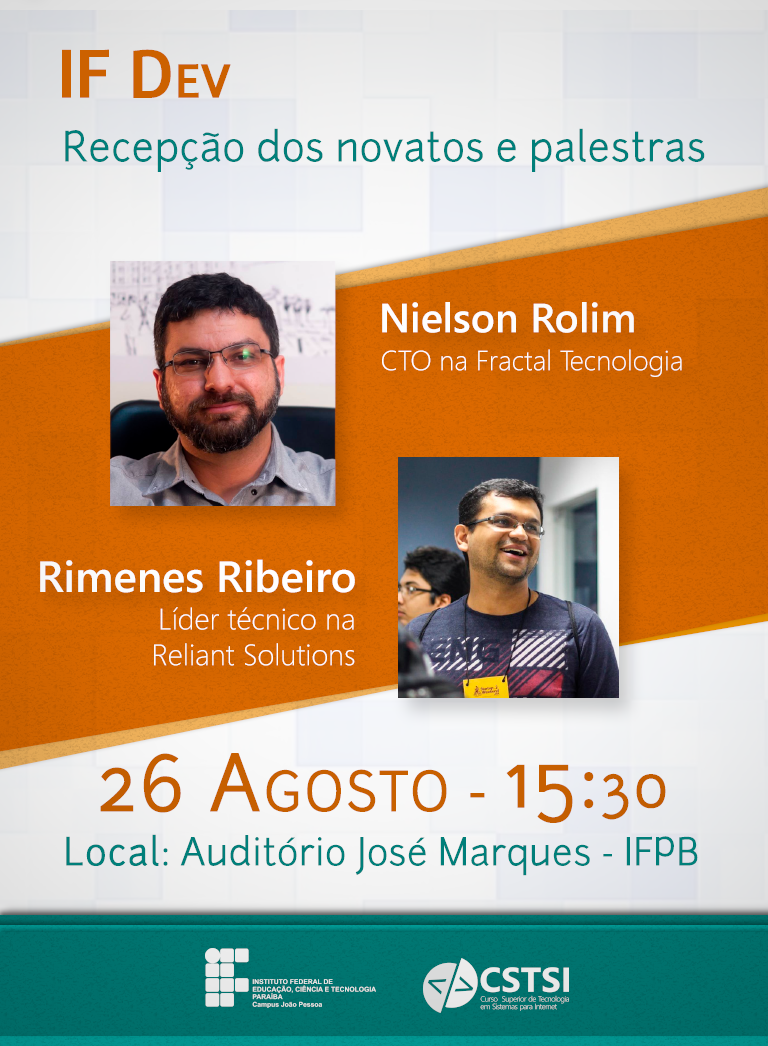 IF DEV
Recepção dos novatos e palestras
Nielson Rolim
CTO na Fractal Tecnologia
Rimenes Ribeiro
Líder técnico na
Reliant Solutions
26 AGOSTO - 15:30
Local: Auditório José Marques - IFPB
INSTITUTO FEDERAL DE
EDUCAÇÃO, CIÊNCIA E TECNOLOGIA
PARAÍBA
Campus João Pessoa
</> CSTSI
Curso Superior de Tecnologia
em Sistemas para Internet